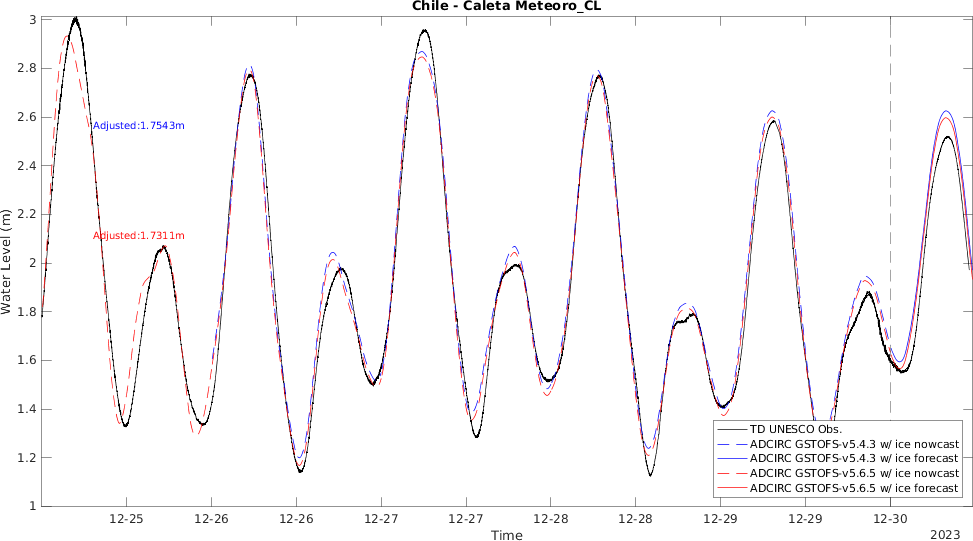 Chile - Caleta Meteoro_CL
3
2.8
2.6
2.4
2.2
2
1.8
1.6
1.4
1.2
1
Water Level (m)
Adjusted:1.7543m
Adjusted:1.7311m
TD UNESCO Obs.
ADCIRC GSTOFS-v5.4.3 w/ ice nowcast
ADCIRC GSTOFS-v5.4.3 w/ ice forecast
ADCIRC GSTOFS-v5.6.5 w/ ice nowcast
ADCIRC GSTOFS-v5.6.5 w/ ice forecast
12-25 12-26 12-26 12-27 12-27 12-28 12-28 12-29 12-29 12-30
Time
2023